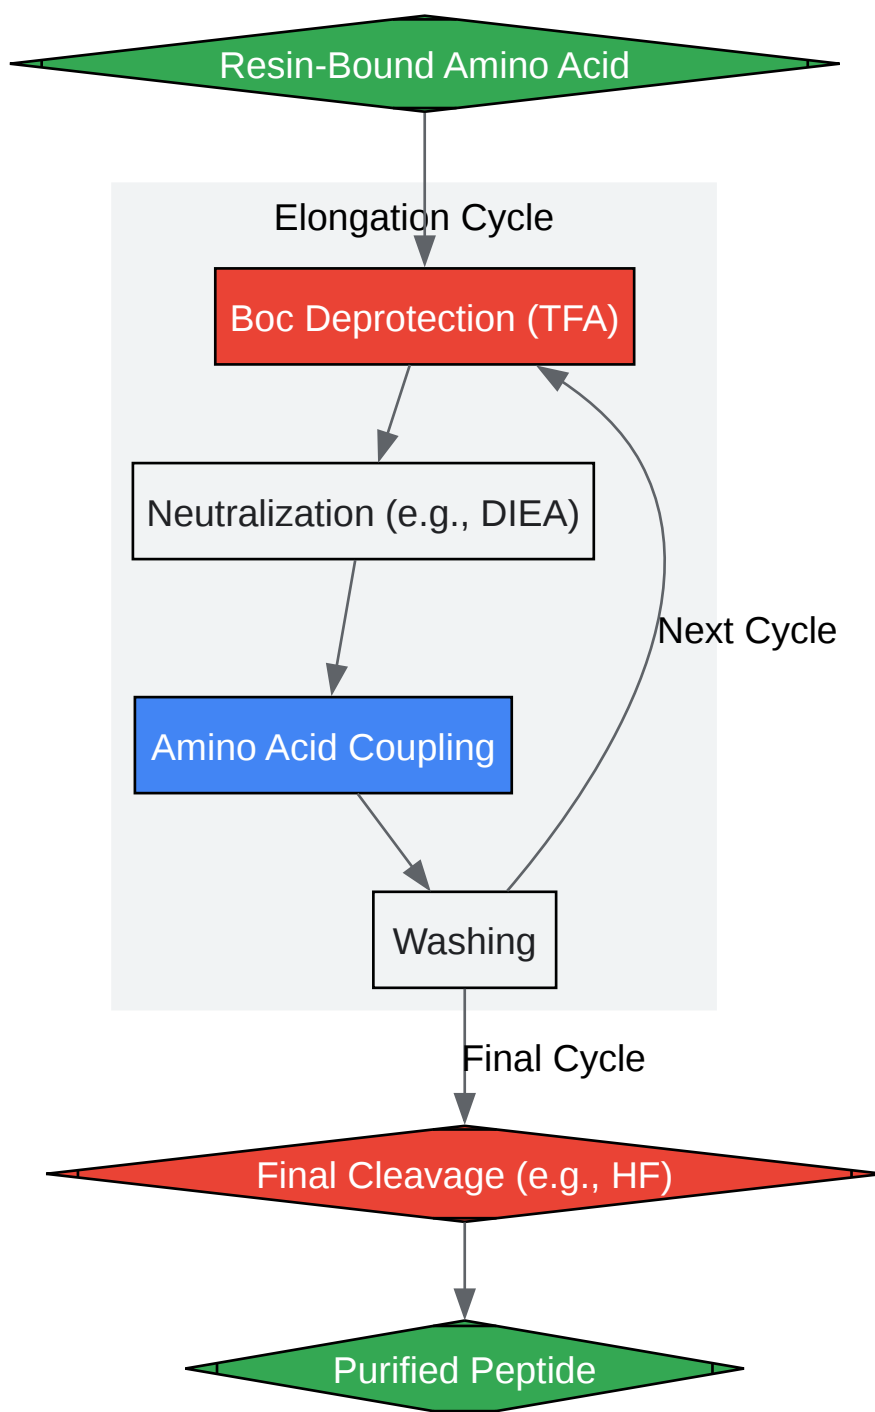 Resin-Bound Amino Acid
Elongation Cycle
Boc Deprotection (TFA)
Neutralization (e.g., DIEA)
Next Cycle
Amino Acid Coupling
Washing
Final Cycle
Final Cleavage (e.g., HF)
Purified Peptide